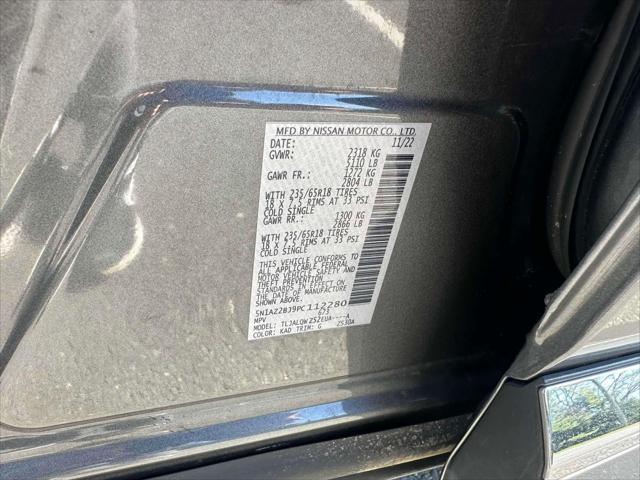 MFD BY NISSAN MOTOR CO., LTD.
DATE: 11/22
GVWR: 2318 KG
5110 LB
GAWR FR.: 1272 KG
2804 LB
WITH 235/65R18 TIRES
18 X 7.5 RIMS AT 33 PSI
COLD SINGLE
GAWR RR.: 1300 KG
2866 LB
WITH 235/65R18 TIRES
18 X 7.5 RIMS AT 33 PSI
COLD SINGLE
THIS VEHICLE CONFORMS TO
ALL APPLICABLE FEDERAL
MOTOR VEHICLE SAFETY AND
THEFT PREVENTION STANDARDS
IN EFFECT ON THE DATE OF MANUFACTURE
SHOWN ABOVE.
5N1AZ2BJ9PC112280
MPV 673
MODEL: TLJALQWZS2EUA----A
COLOR: KAD TRIM: G ZS30A